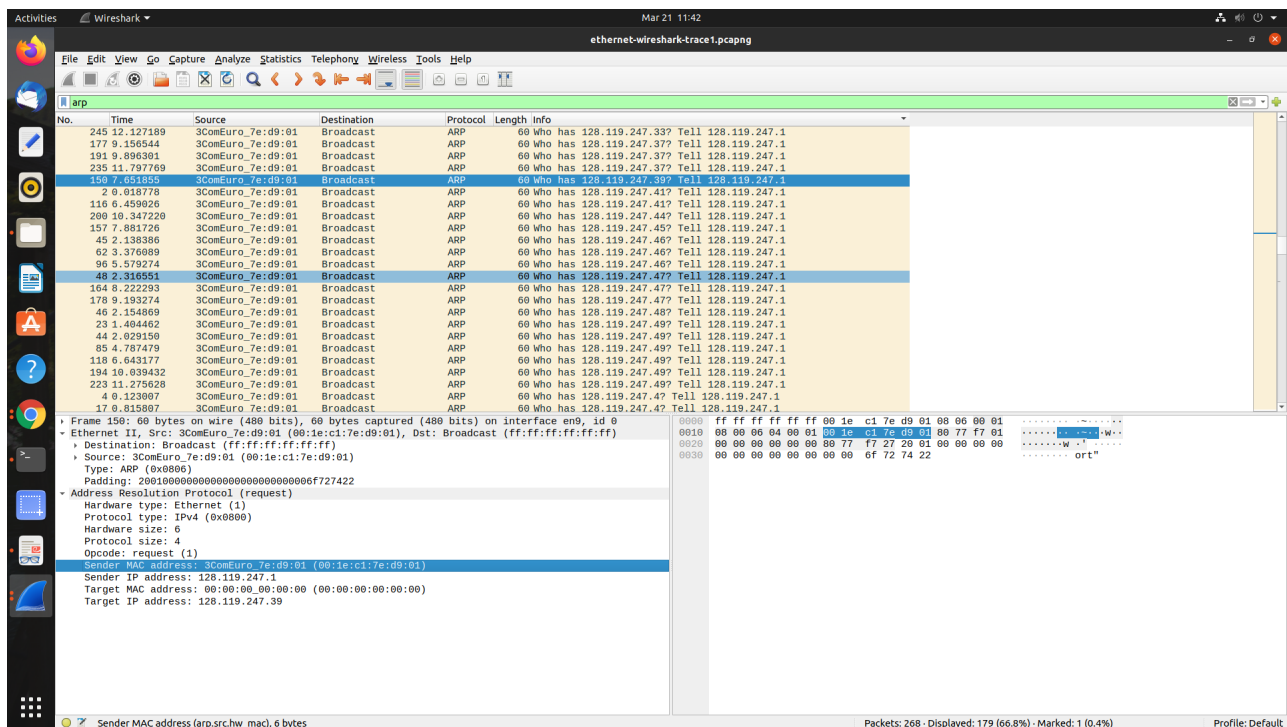 Activities Wireshark Mar 21 11:42
ethernet-wireshark-trace1.pcapng
File Edit View Go Capture Analyze Statistics Telephony Wireless Tools Help
arp
No. Time Source Destination Protocol Length Info
245 12.127189 3ComEuro_7e:d9:01 Broadcast ARP 60 Who has 128.119.247.33? Tell 128.119.247.1
177 9.156544 3ComEuro_7e:d9:01 Broadcast ARP 60 Who has 128.119.247.37? Tell 128.119.247.1
191 9.896301 3ComEuro_7e:d9:01 Broadcast ARP 60 Who has 128.119.247.37? Tell 128.119.247.1
235 11.797769 3ComEuro_7e:d9:01 Broadcast ARP 60 Who has 128.119.247.37? Tell 128.119.247.1
150 7.651855 3ComEuro_7e:d9:01 Broadcast ARP 60 Who has 128.119.247.39? Tell 128.119.247.1
2 0.018778 3ComEuro_7e:d9:01 Broadcast ARP 60 Who has 128.119.247.41? Tell 128.119.247.1
116 6.459026 3ComEuro_7e:d9:01 Broadcast ARP 60 Who has 128.119.247.41? Tell 128.119.247.1
200 10.347220 3ComEuro_7e:d9:01 Broadcast ARP 60 Who has 128.119.247.44? Tell 128.119.247.1
157 7.881726 3ComEuro_7e:d9:01 Broadcast ARP 60 Who has 128.119.247.45? Tell 128.119.247.1
45 2.138386 3ComEuro_7e:d9:01 Broadcast ARP 60 Who has 128.119.247.46? Tell 128.119.247.1
62 3.376089 3ComEuro_7e:d9:01 Broadcast ARP 60 Who has 128.119.247.46? Tell 128.119.247.1
96 5.579274 3ComEuro_7e:d9:01 Broadcast ARP 60 Who has 128.119.247.46? Tell 128.119.247.1
48 2.316551 3ComEuro_7e:d9:01 Broadcast ARP 60 Who has 128.119.247.47? Tell 128.119.247.1
164 8.222293 3ComEuro_7e:d9:01 Broadcast ARP 60 Who has 128.119.247.47? Tell 128.119.247.1
178 9.193274 3ComEuro_7e:d9:01 Broadcast ARP 60 Who has 128.119.247.47? Tell 128.119.247.1
46 2.154869 3ComEuro_7e:d9:01 Broadcast ARP 60 Who has 128.119.247.48? Tell 128.119.247.1
23 1.404462 3ComEuro_7e:d9:01 Broadcast ARP 60 Who has 128.119.247.49? Tell 128.119.247.1
44 2.029150 3ComEuro_7e:d9:01 Broadcast ARP 60 Who has 128.119.247.49? Tell 128.119.247.1
85 4.787479 3ComEuro_7e:d9:01 Broadcast ARP 60 Who has 128.119.247.49? Tell 128.119.247.1
118 6.643177 3ComEuro_7e:d9:01 Broadcast ARP 60 Who has 128.119.247.49? Tell 128.119.247.1
194 10.039432 3ComEuro_7e:d9:01 Broadcast ARP 60 Who has 128.119.247.49? Tell 128.119.247.1
223 11.275628 3ComEuro_7e:d9:01 Broadcast ARP 60 Who has 128.119.247.49? Tell 128.119.247.1
4 0.123007 3ComEuro_7e:d9:01 Broadcast ARP 60 Who has 128.119.247.4? Tell 128.119.247.1
17 0.815807 3ComEuro_7e:d9:01 Broadcast ARP 60 Who has 128.119.247.4? Tell 128.119.247.1
Frame 150: 60 bytes on wire (480 bits), 60 bytes captured (480 bits) on interface en9, id 0
Ethernet II, Src: 3ComEuro_7e:d9:01 (00:1e:c1:7e:d9:01), Dst: Broadcast (ff:ff:ff:ff:ff:ff)
Destination: Broadcast (ff:ff:ff:ff:ff:ff)
Source: 3ComEuro_7e:d9:01 (00:1e:c1:7e:d9:01)
Type: ARP (0x0806)
Padding: 20010000000000000000000000006f727422
Address Resolution Protocol (request)
Hardware type: Ethernet (1)
Protocol type: IPv4 (0x0800)
Hardware size: 6
Protocol size: 4
Opcode: request (1)
Sender MAC address: 3ComEuro_7e:d9:01 (00:1e:c1:7e:d9:01)
Sender IP address: 128.119.247.1
Target MAC address: 00:00:00_00:00:00 (00:00:00:00:00:00)
Target IP address: 128.119.247.39
0000 ff ff ff ff ff ff 00 1e c1 7e d9 01 08 06 00 01 ········ ·~······
0010 08 00 06 04 00 01 00 1e c1 7e d9 01 80 77 f7 01 ········ ·~···w··
0020 00 00 00 00 00 00 80 77 f7 27 20 01 00 00 00 00 ·······w ·' ·····
0030 00 00 00 00 00 00 00 00 6f 72 74 22 ········ ort"
Sender MAC address (arp.src.hw_mac), 6 bytes Packets: 268 · Displayed: 179 (66.8%) · Marked: 1 (0.4%) Profile: Default